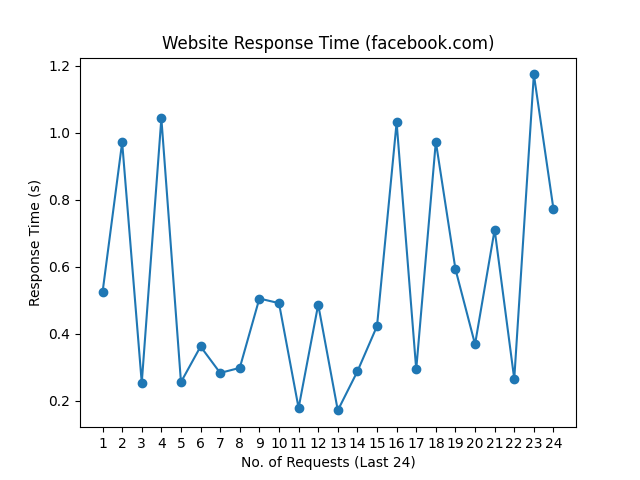 Website Response Time (facebook.com)
1.2
1.0
0.8
0.6
0.4
0.2
Response Time (s)
1 2 3 4 5 6 7 8 9 10 11 12 13 14 15 16 17 18 19 20 21 22 23 24
No. of Requests (Last 24)